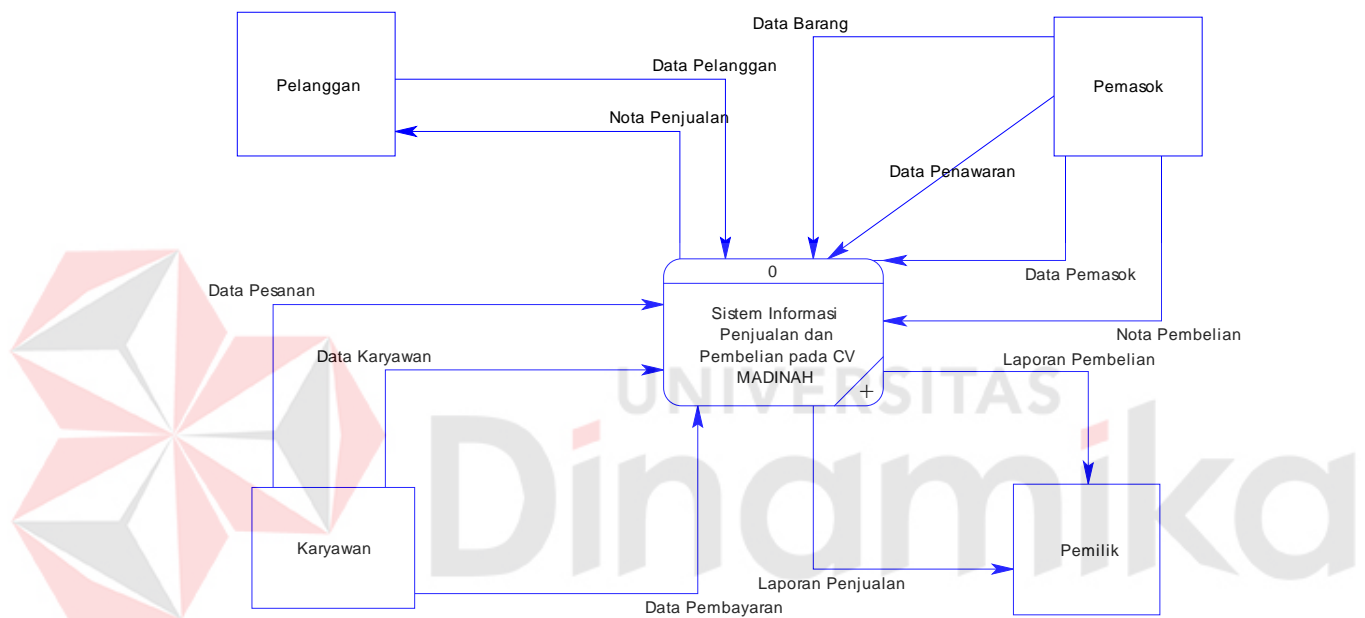 Data Barang
Pelanggan
Data Pelanggan
Pemasok
Nota Penjualan
Data Penawaran
Data Pemasok
0
Sistem Informasi
Penjualan dan
Pembelian pada CV
MADINAH
+
Data Pesanan
Data Karyawan
Nota Pembelian
Laporan Pembelian
UNIVERSITAS
Dinamika
Karyawan
Pemilik
Laporan Penjualan
Data Pembayaran